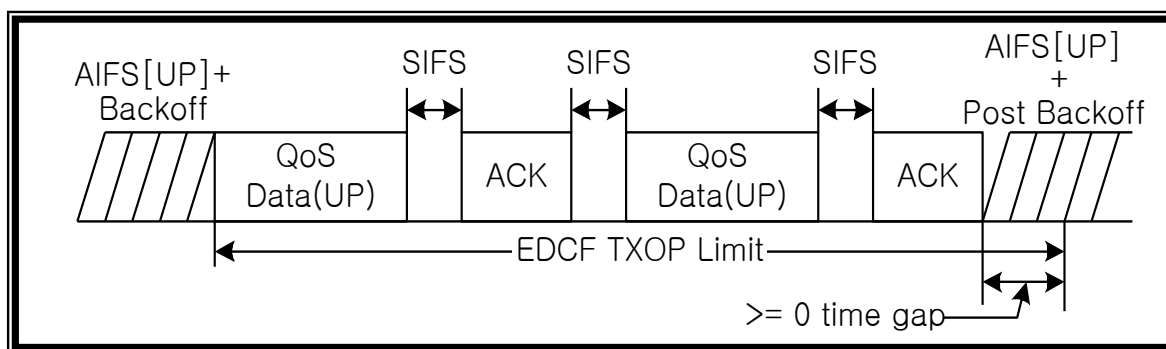 AIFS[UP]+
Backoff
SIFS
SIFS
SIFS
AIFS[UP]
+
Post Backoff
QoS
Data(UP)
ACK
QoS
Data(UP)
ACK
EDCF TXOP Limit
>= 0 time gap